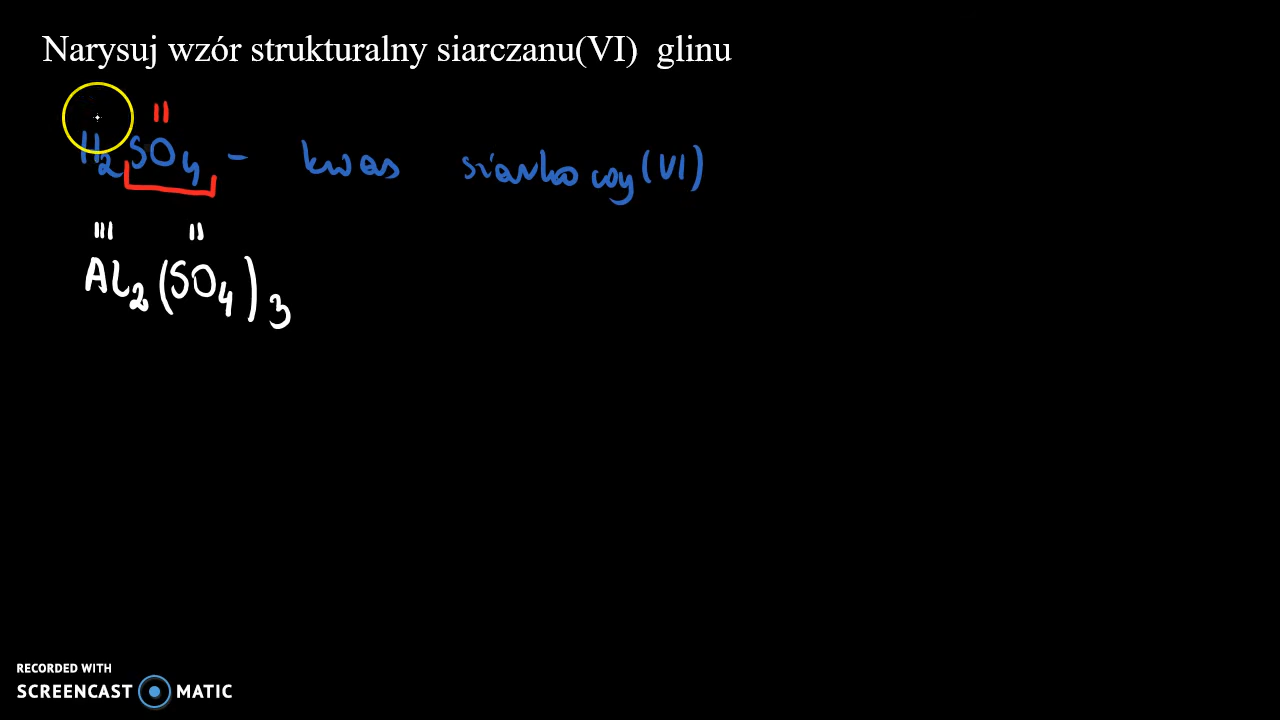 Narysuj wzór strukturalny siarczanu(VI) glinu
II
H₂SO₄ - kwas siarkowy (VI)
III II
Al₂(SO₄)₃
RECORDED WITH
SCREENCAST MATIC